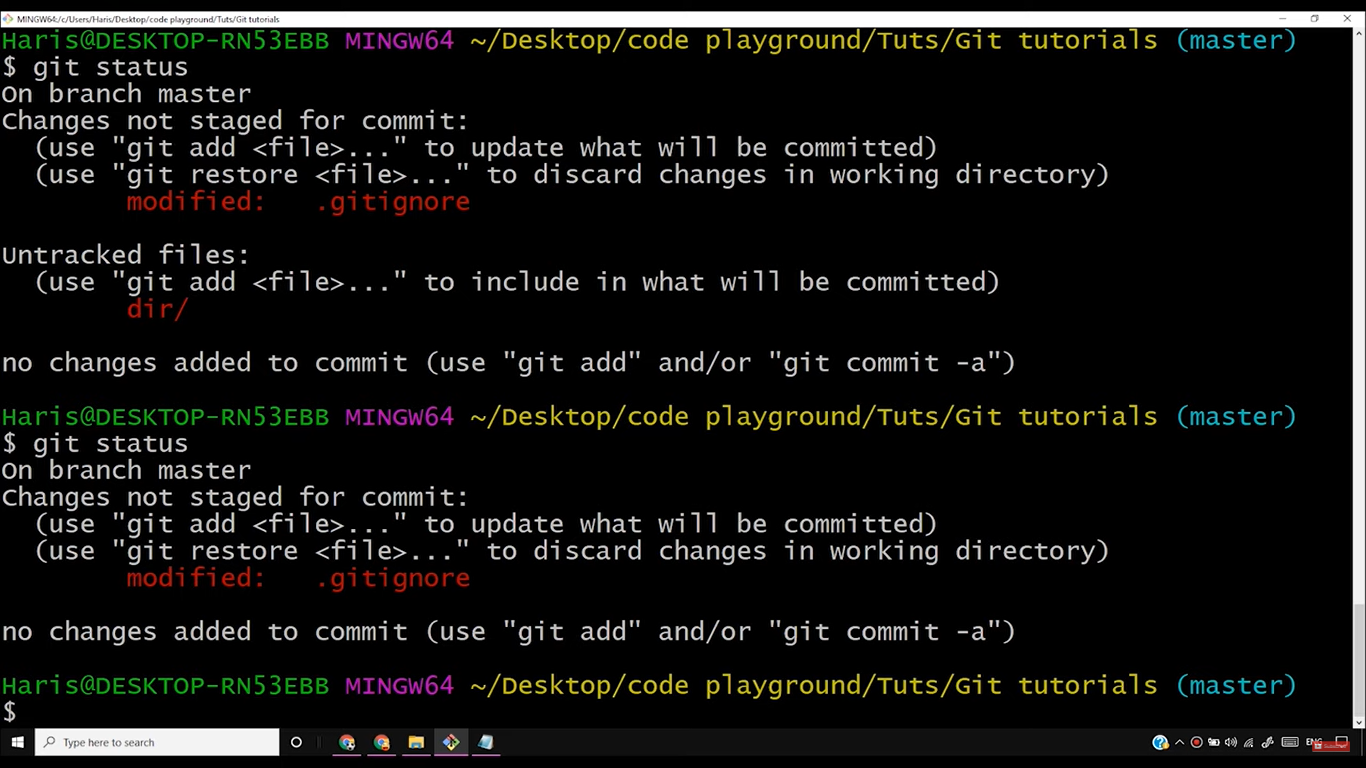 MINGW64:/c/Users/Haris/Desktop/code playground/Tuts/Git tutorials
Haris@DESKTOP-RN53EBB MINGW64 ~/Desktop/code playground/Tuts/Git tutorials (master)
$ git status
On branch master
Changes not staged for commit:
  (use "git add <file>..." to update what will be committed)
  (use "git restore <file>..." to discard changes in working directory)
        modified:   .gitignore

Untracked files:
  (use "git add <file>..." to include in what will be committed)
        dir/

no changes added to commit (use "git add" and/or "git commit -a")

Haris@DESKTOP-RN53EBB MINGW64 ~/Desktop/code playground/Tuts/Git tutorials (master)
$ git status
On branch master
Changes not staged for commit:
  (use "git add <file>..." to update what will be committed)
  (use "git restore <file>..." to discard changes in working directory)
        modified:   .gitignore

no changes added to commit (use "git add" and/or "git commit -a")

Haris@DESKTOP-RN53EBB MINGW64 ~/Desktop/code playground/Tuts/Git tutorials (master)
$
Type here to search